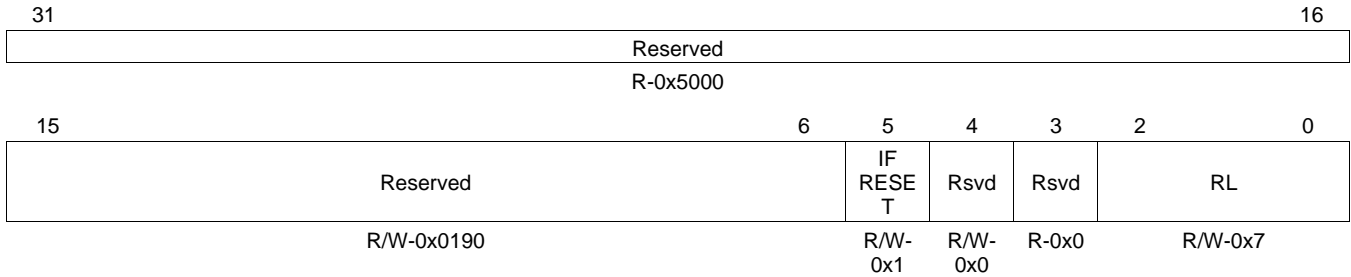 31 16
Reserved
R-0x5000
15 6 5 4 3 2 0
Reserved IF RESE T Rsvd Rsvd RL
R/W-0x0190 R/W-0x1 R/W-0x0 R-0x0 R/W-0x7